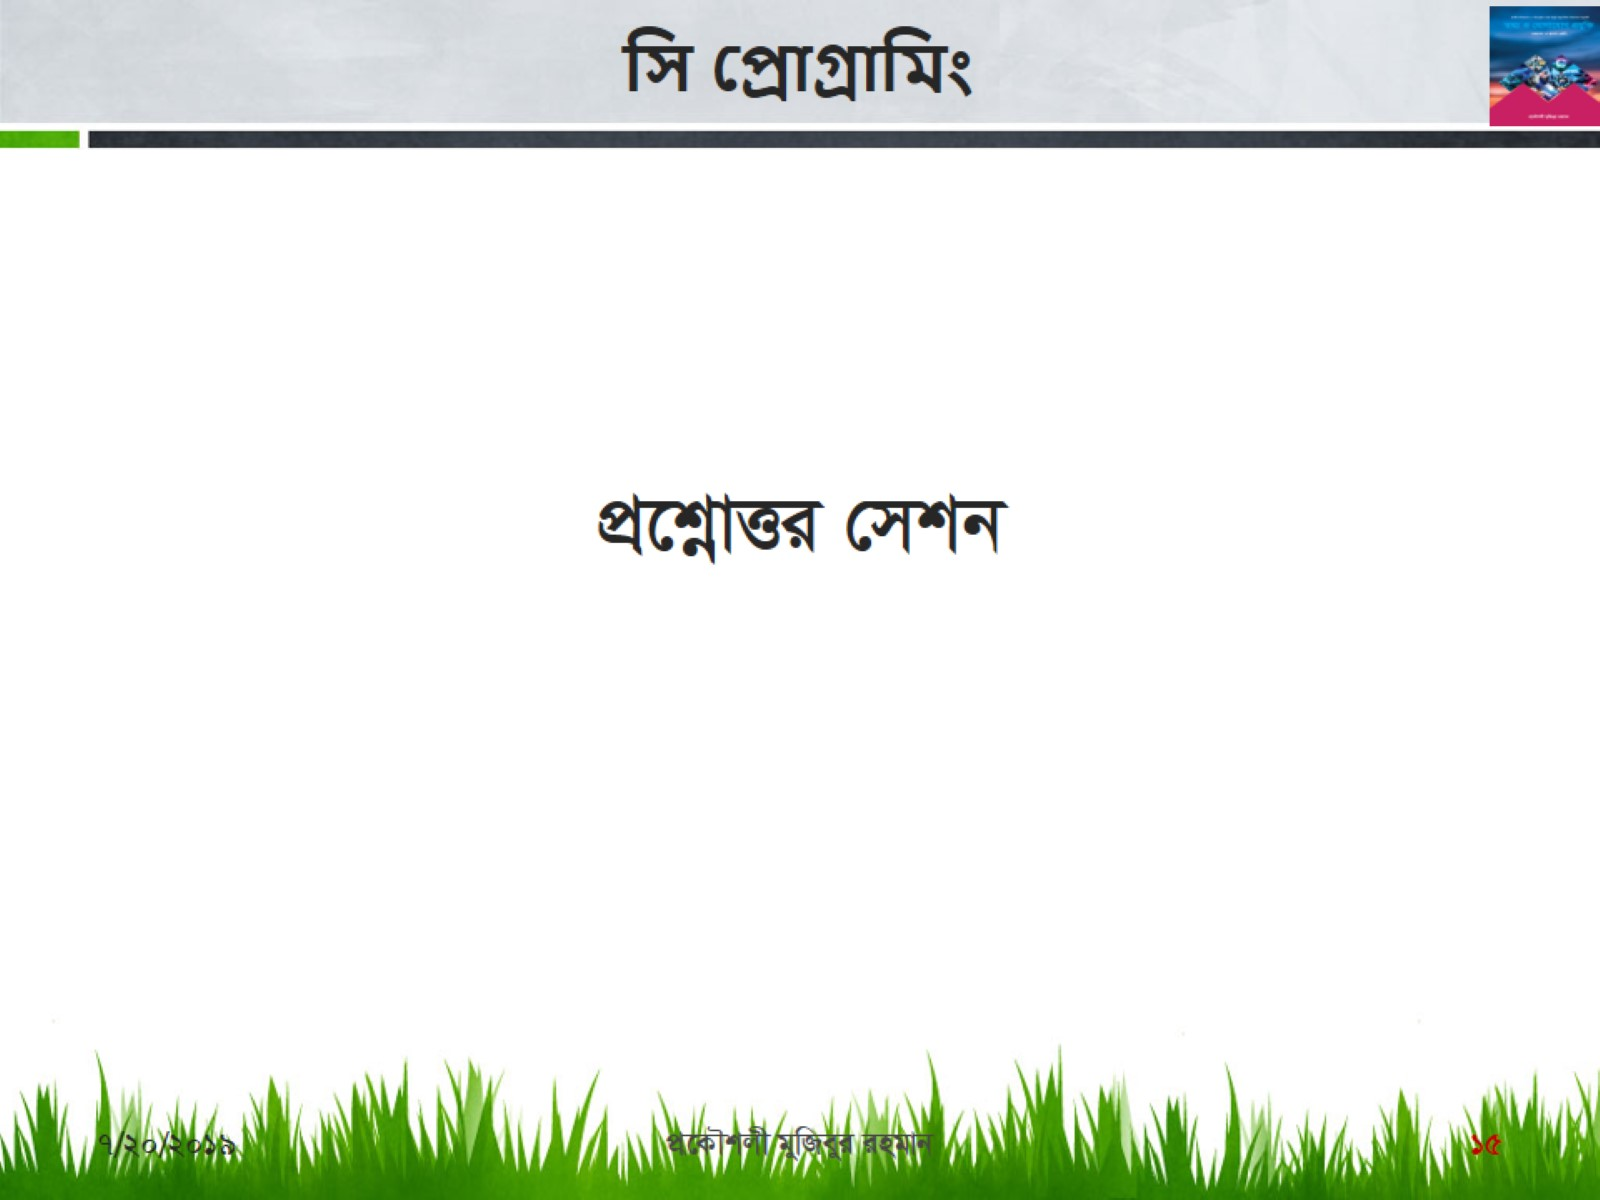 সি প্রোগ্রামিং
প্রশ্নোত্তর সেশন
৭/২০/২০১৯
প্রকৌশলী মুজিবুর রহমান
১৫